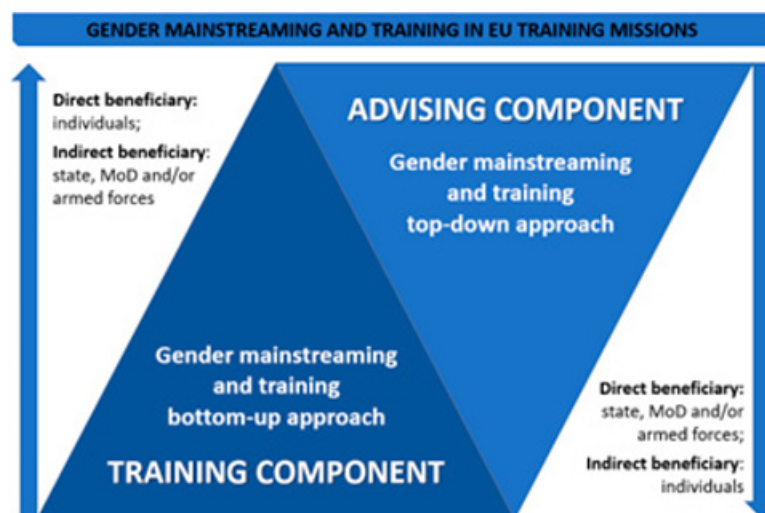 GENDER MAINSTREAMING AND TRAINING IN EU TRAINING MISSIONS
Direct beneficiary:
individuals;
Indirect beneficiary:
state, MoD and/or
armed forces
ADVISING COMPONENT
Gender mainstreaming
and training
top-down approach
Gender mainstreaming
and training
bottom-up approach
TRAINING COMPONENT
Direct beneficiary:
state, MoD and/or
armed forces;
Indirect beneficiary:
individuals